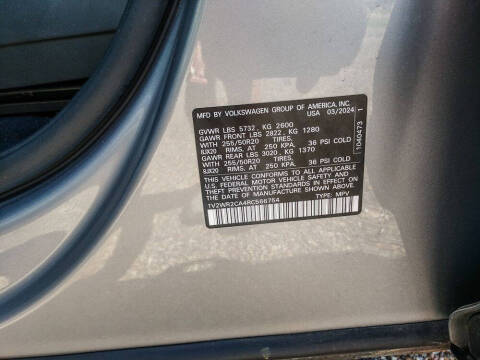 MFD BY VOLKSWAGEN GROUP OF AMERICA, INC.
USA 03/2024
GVWR LBS 5732, KG 2600
GAWR FRONT LBS 2822, KG 1280
WITH 255/50R20 TIRES,
8JX20 RIMS, AT 250 KPA, 36 PSI COLD
GAWR REAR LBS 3020, KG 1370
WITH 255/50R20 TIRES,
8JX20 RIMS, AT 250 KPA, 36 PSI COLD
THIS VEHICLE CONFORMS TO ALL APPLICABLE
U.S. FEDERAL MOTOR VEHICLE SAFETY AND
THEFT PREVENTION STANDARDS IN EFFECT
ON THE DATE OF MANUFACTURE SHOWN ABOVE.
1V2WR2CA4RC566754 TYPE: MPV
1040473 1